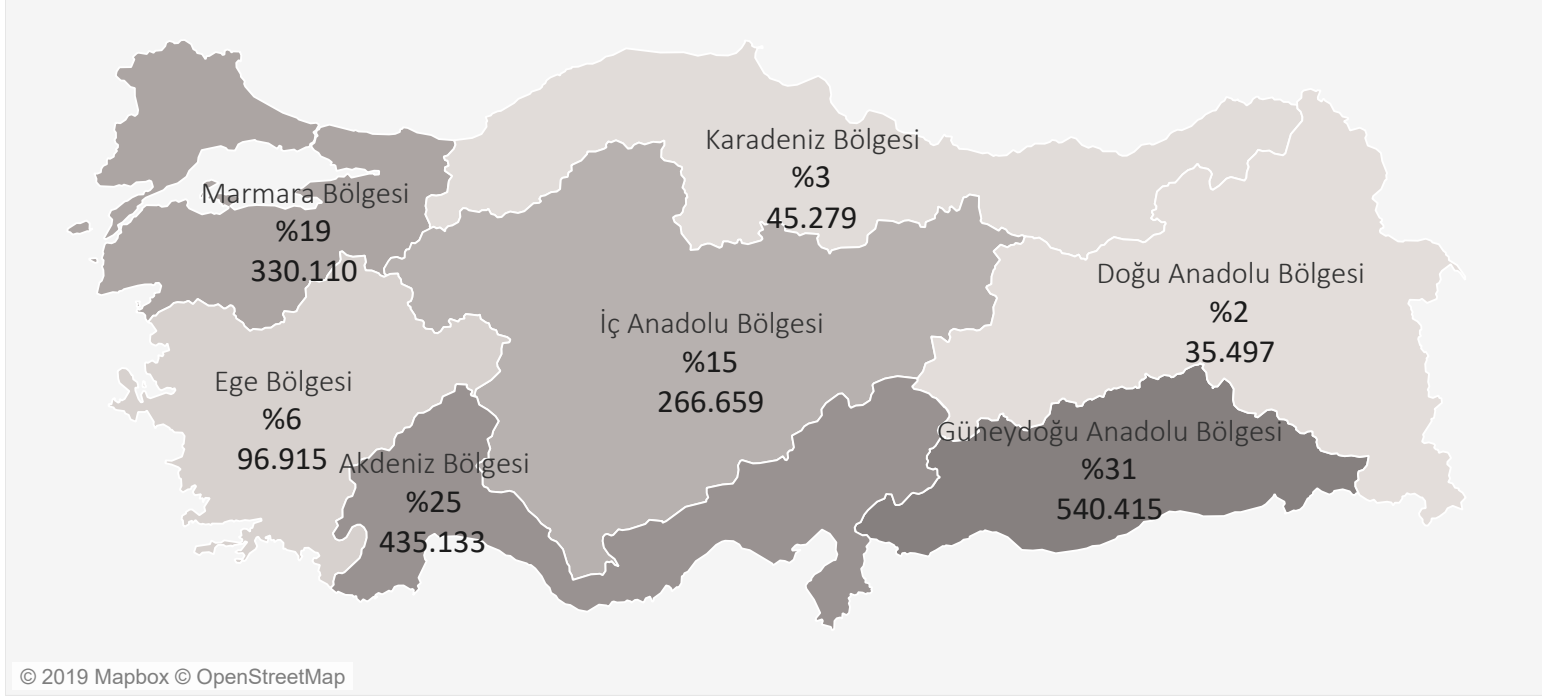 Karadeniz Bölgesi
%3
45.279
Marmara Bölgesi
%19
330.110
Doğu Anadolu Bölgesi
%2
35.497
İç Anadolu Bölgesi
%15
266.659
Ege Bölgesi
%6
96.915
Akdeniz Bölgesi
%25
435.133
Güneydoğu Anadolu Bölgesi
%31
540.415
© 2019 Mapbox © OpenStreetMap